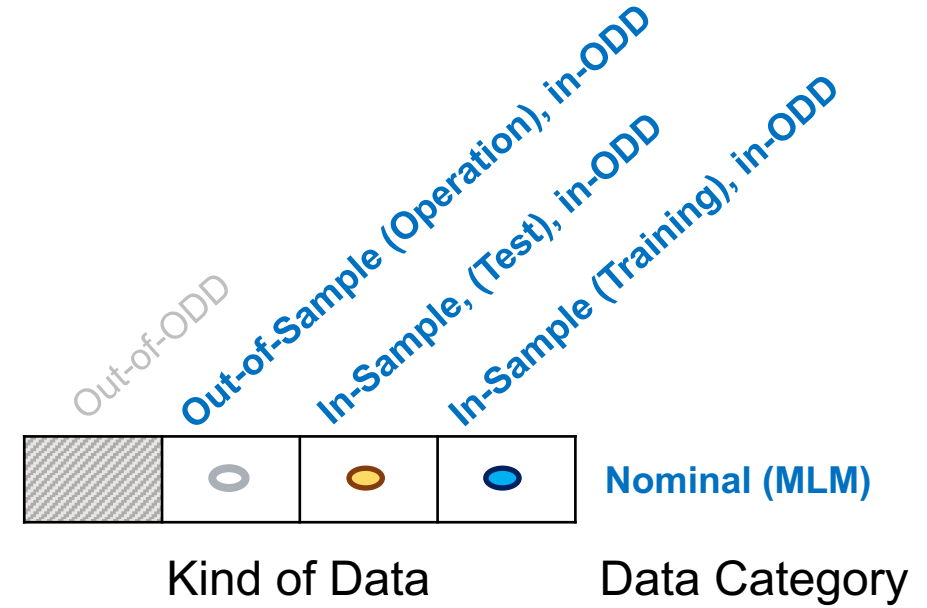 Out-of-ODD
Out-of-Sample (Operation), in-ODD
In-Sample, (Test), in-ODD
In-Sample (Training), in-ODD
Nominal (MLM)
Kind of Data
Data Category